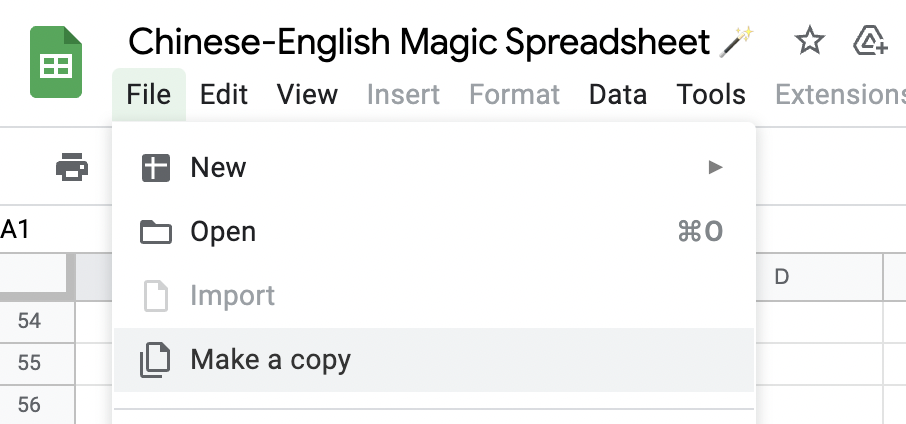 Chinese-English Magic Spreadsheet 🪄
File Edit View Insert Format Data Tools Extensions
New ►
Open ⌘O
A1
D
Import
54
Make a copy
55
56